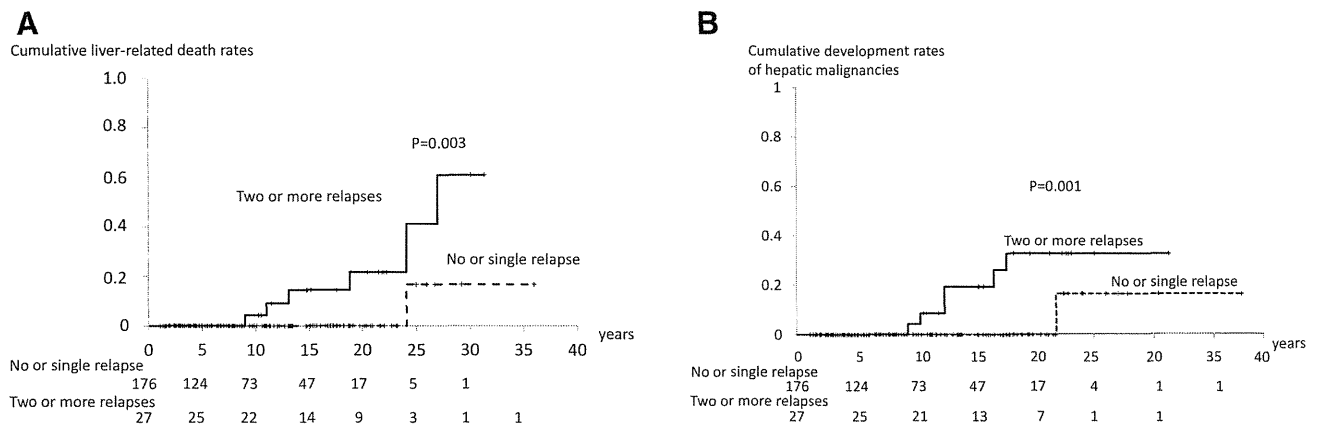 A
Cumulative liver-related death rates
1.0
0.8
0.6
0.4
0.2
0
P=0.003
Two or more relapses
No or single relapse
0 5 10 15 20 25 30 35 40 years
No or single relapse
176 124 73 47 17 5 1
Two or more relapses
27 25 22 14 9 3 1 1
B
Cumulative development rates
of hepatic malignancies
1
0.8
0.6
0.4
0.2
0
P=0.001
Two or more relapses
No or single relapse
0 5 10 15 20 25 20 35 40 years
No or single relapse
176 124 73 47 17 4 1 1
Two or more relapses
27 25 21 13 7 1 1